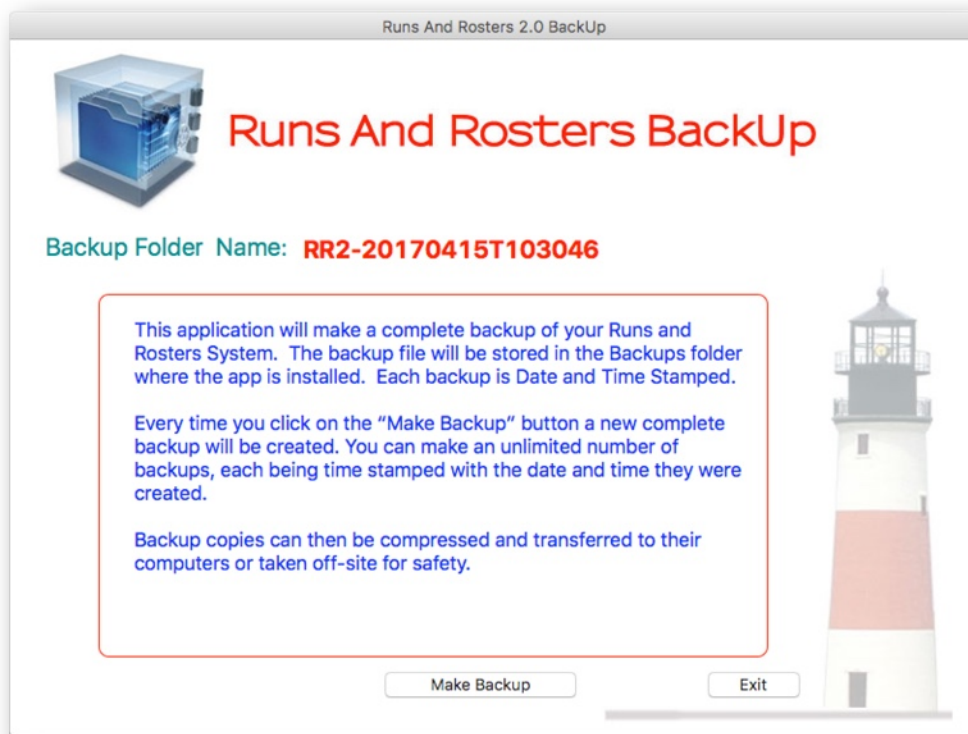 Runs And Rosters 2.0 BackUp
Runs And Rosters BackUp
Backup Folder Name: RR2-20170415T103046
This application will make a complete backup of your Runs and
Rosters System. The backup file will be stored in the Backups folder
where the app is installed. Each backup is Date and Time Stamped.
Every time you click on the “Make Backup” button a new complete
backup will be created. You can make an unlimited number of
backups, each being time stamped with the date and time they were
created.
Backup copies can then be compressed and transferred to their
computers or taken off-site for safety.
Make Backup
Exit